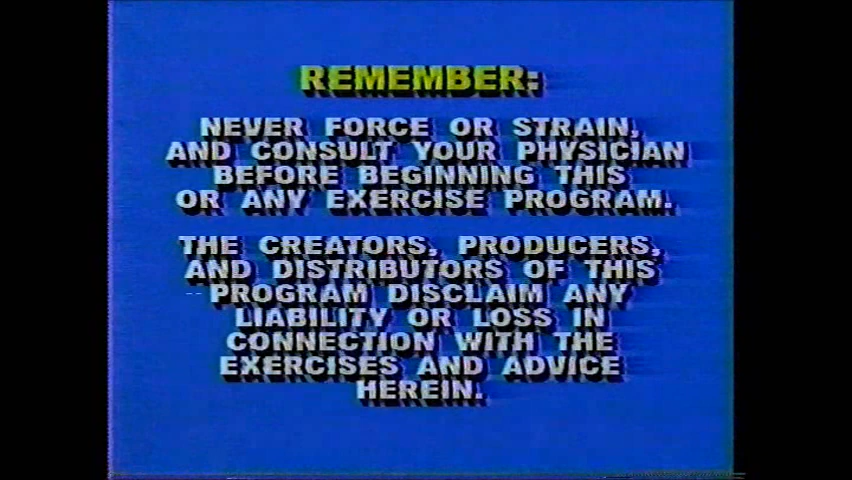 REMEMBER:
NEVER FORCE OR STRAIN,
AND CONSULT YOUR PHYSICIAN
BEFORE BEGINNING THIS
OR ANY EXERCISE PROGRAM.
THE CREATORS, PRODUCERS,
AND DISTRIBUTORS OF THIS
PROGRAM DISCLAIM ANY
LIABILITY OR LOSS IN
CONNECTION WITH THE
EXERCISES AND ADVICE
HEREIN.